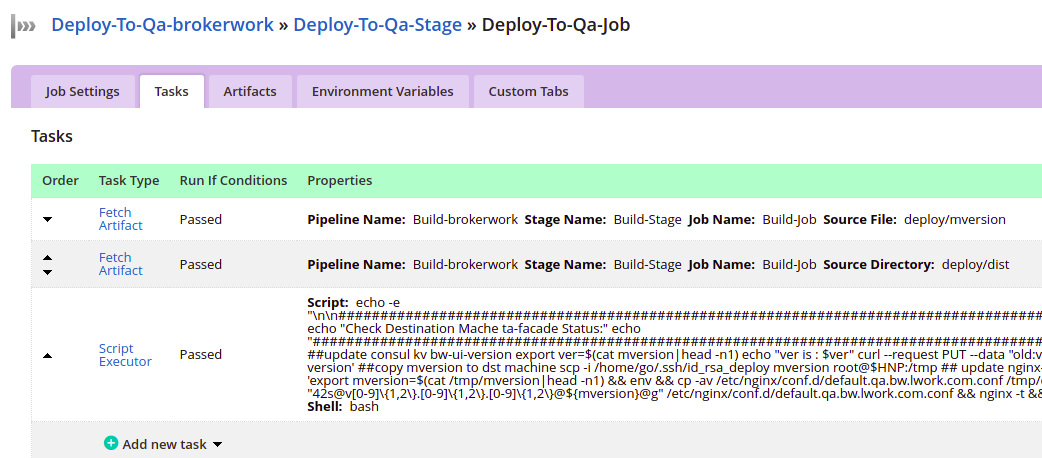 Deploy-To-Qa-brokerwork » Deploy-To-Qa-Stage » Deploy-To-Qa-Job
Job Settings Tasks Artifacts Environment Variables Custom Tabs
Tasks
Order Task Type Run If Conditions Properties
Fetch Artifact Passed Pipeline Name: Build-brokerwork Stage Name: Build-Stage Job Name: Build-Job Source File: deploy/mversion
Fetch Artifact Passed Pipeline Name: Build-brokerwork Stage Name: Build-Stage Job Name: Build-Job Source Directory: deploy/dist
Script Executor Passed
Script: echo -e
"\n\n##########################################################################################
echo "Check Destination Mache ta-facade Status:" echo
"##############################################################################################
##update consul kv bw-ui-version export ver=$(cat mversion|head -n1) echo "ver is : $ver" curl --request PUT --data "old:v
version' ##copy mversion to dst machine scp -i /home/go/.ssh/id_rsa_deploy mversion root@$HNP:/tmp ## update nginx-
'export mversion=$(cat /tmp/mversion|head -n1) && env && cp -av /etc/nginx/conf.d/default.qa.bw.lwork.com.conf /tmp/
"42s@v[0-9]\{1,2\}.[0-9]\{1,2\}.[0-9]\{1,2\}@${mversion}@g" /etc/nginx/conf.d/default.qa.bw.lwork.com.conf && nginx -t &
Shell: bash
Add new task